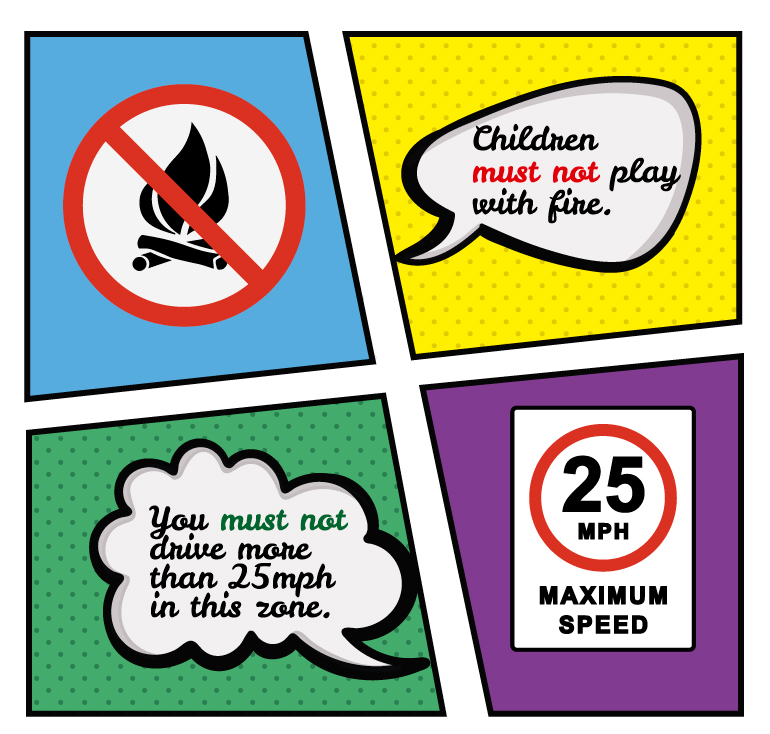 Children
must not play
with fire.
You must not
drive more
than 25mph
in this zone.
25
MPH
MAXIMUM
SPEED